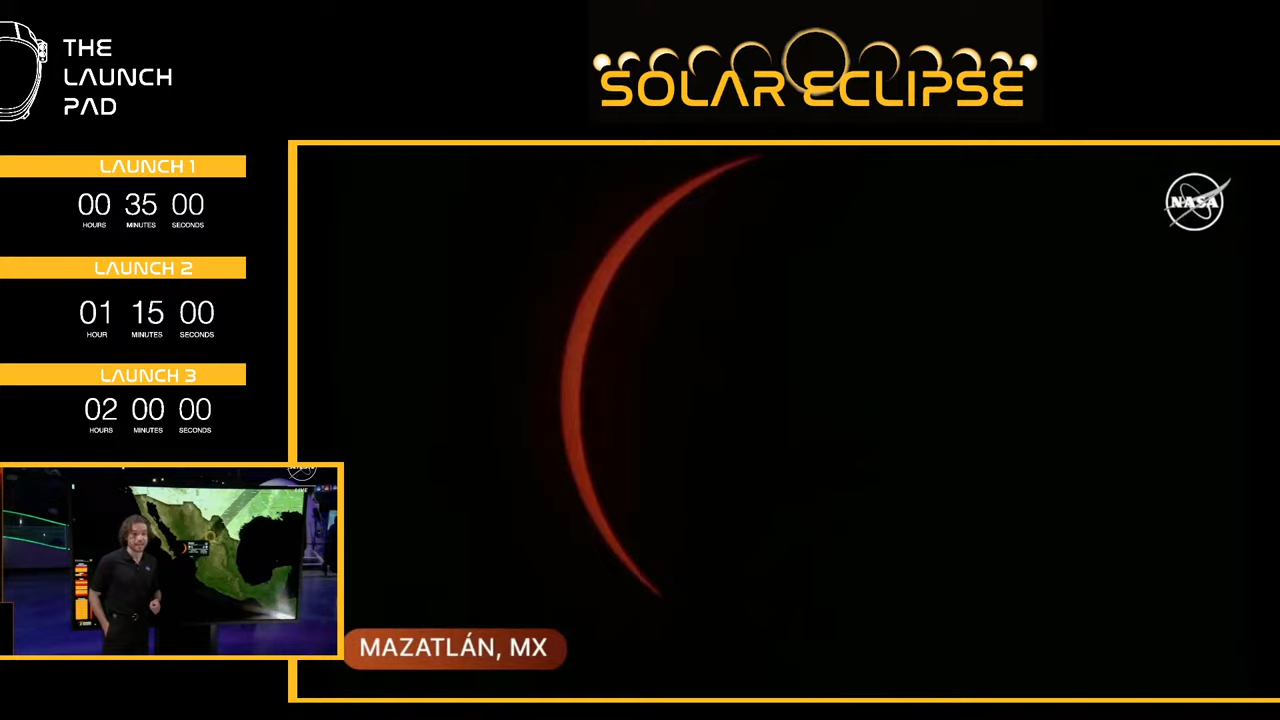 THE
LAUNCH
PAD
SOLAR ECLIPSE
LAUNCH 1
00 35 00
HOURS MINUTES SECONDS
LAUNCH 2
01 15 00
HOUR MINUTES SECONDS
LAUNCH 3
02 00 00
HOURS MINUTES SECONDS
NASA
LIVE
MAZATLÁN, MX